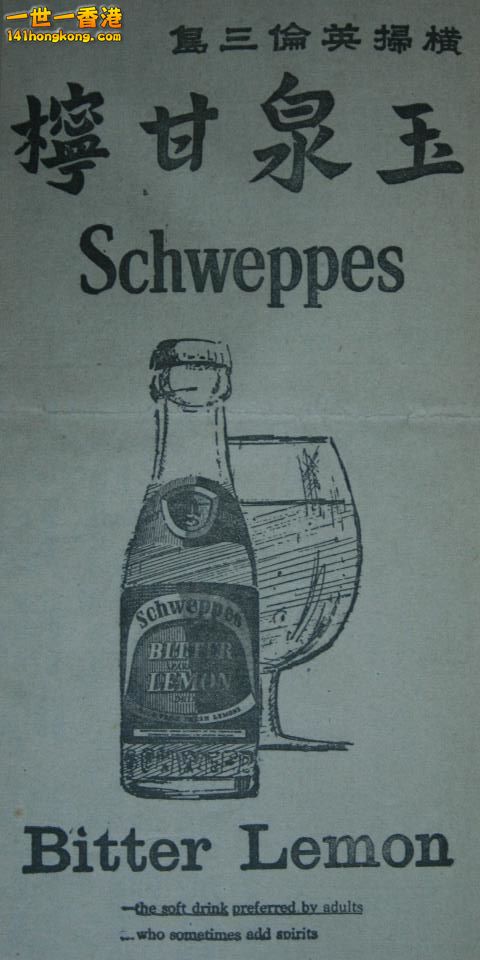 一世一香港
141hongkong.com
橫掃英倫三島
玉泉甘檸
Schweppes
Schweppes
BITTER
LEMON
SCHWEPPES
Bitter Lemon
—the soft drink preferred by adults
...who sometimes add spirits